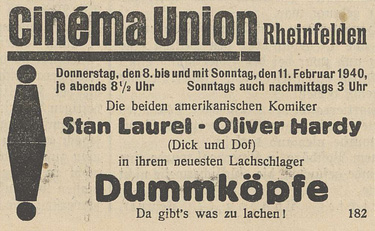 Cinéma Union Rheinfelden
Donnerstag, den 8. bis und mit Sonntag, den 11. Februar 1940,
je abends 8½ Uhr Sonntags auch nachmittags 3 Uhr
Die beiden amerikanischen Komiker
Stan Laurel - Oliver Hardy
(Dick und Dof)
in ihrem neuesten Lachschlager
Dummköpfe
Da gibt's was zu lachen! 182